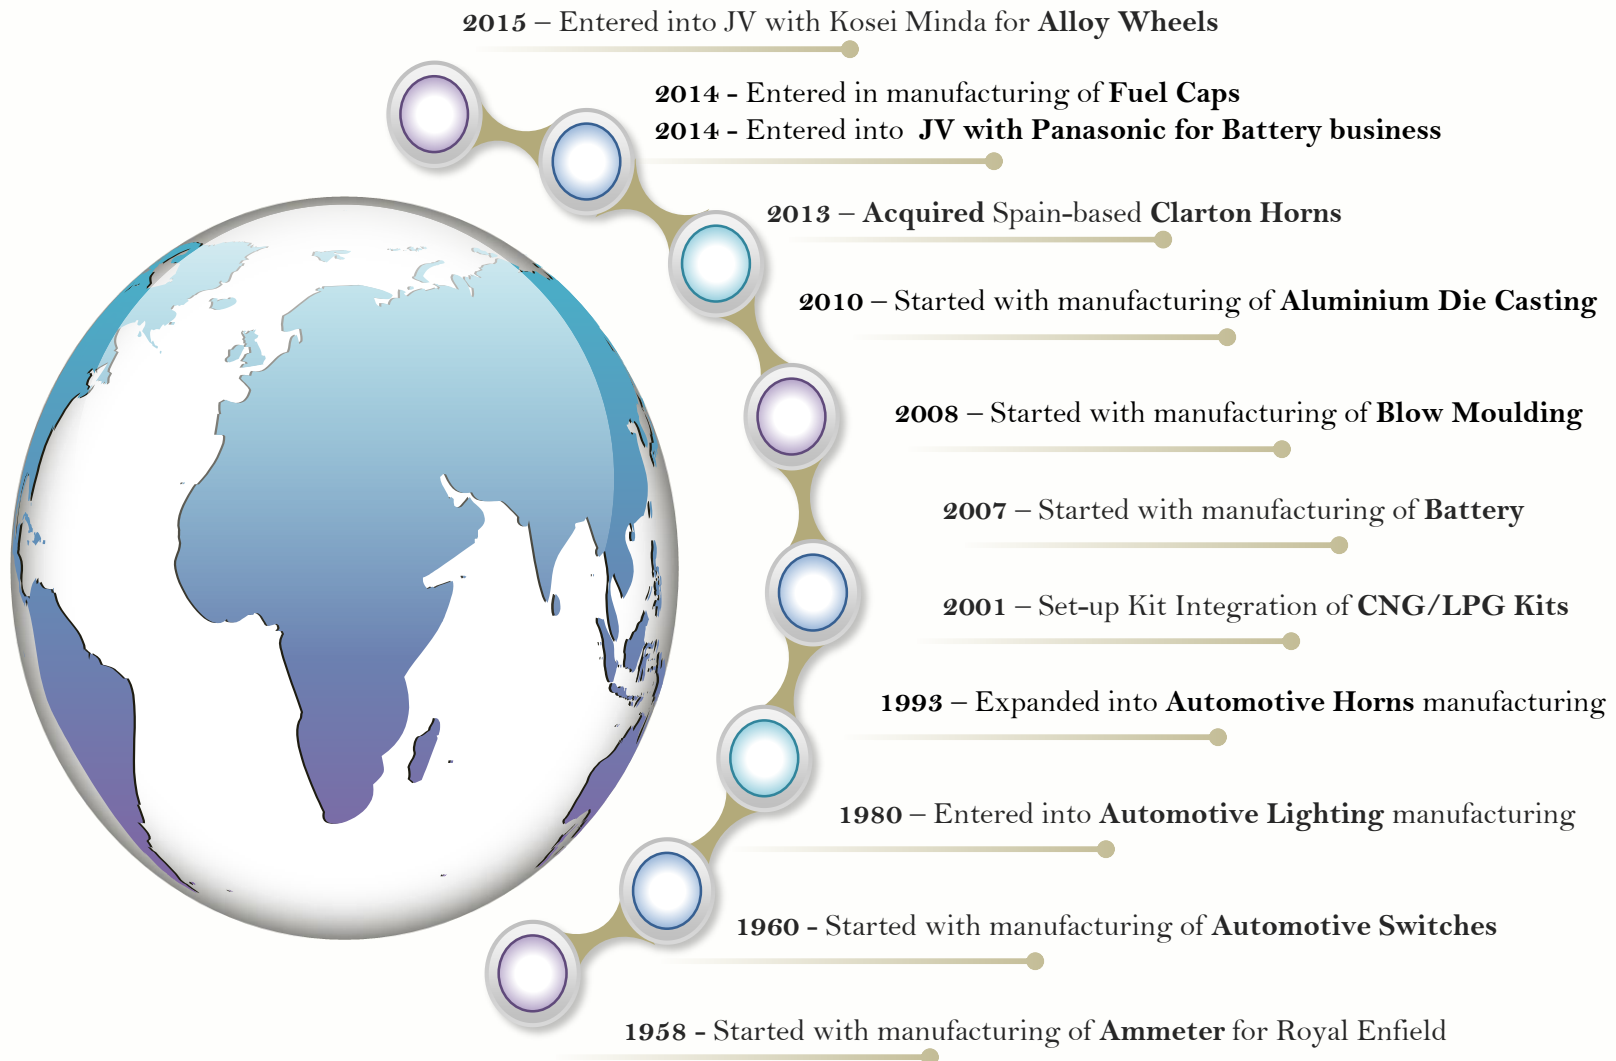 2015 – Entered into JV with Kosei Minda for Alloy Wheels
2014 - Entered in manufacturing of Fuel Caps
2014 - Entered into JV with Panasonic for Battery business
2013 – Acquired Spain-based Clarton Horns
2010 – Started with manufacturing of Aluminium Die Casting
2008 – Started with manufacturing of Blow Moulding
2007 – Started with manufacturing of Battery
2001 – Set-up Kit Integration of CNG/LPG Kits
1993 – Expanded into Automotive Horns manufacturing
1980 – Entered into Automotive Lighting manufacturing
1960 - Started with manufacturing of Automotive Switches
1958 - Started with manufacturing of Ammeter for Royal Enfield